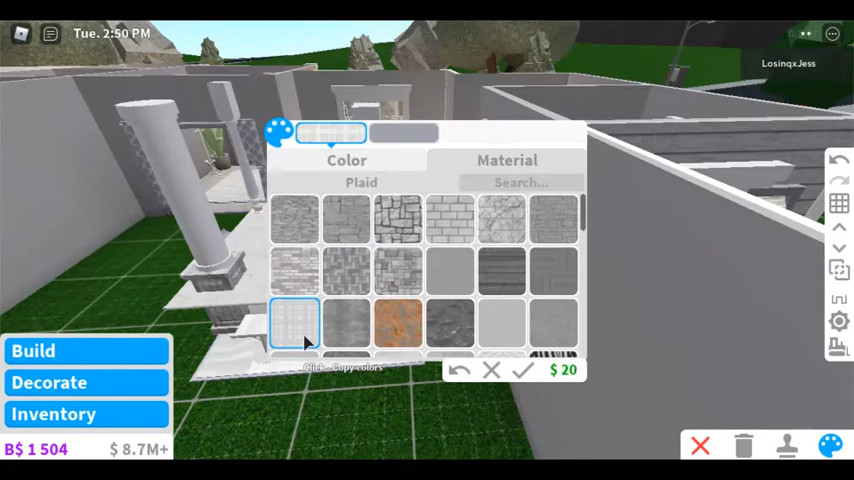 Tue. 2:50 PM
LosinqxJess
Color
Material
Plaid
Search...
Click - Copy colors
$ 20
Build
Decorate
Inventory
B$ 1 504
$ 8.7M+